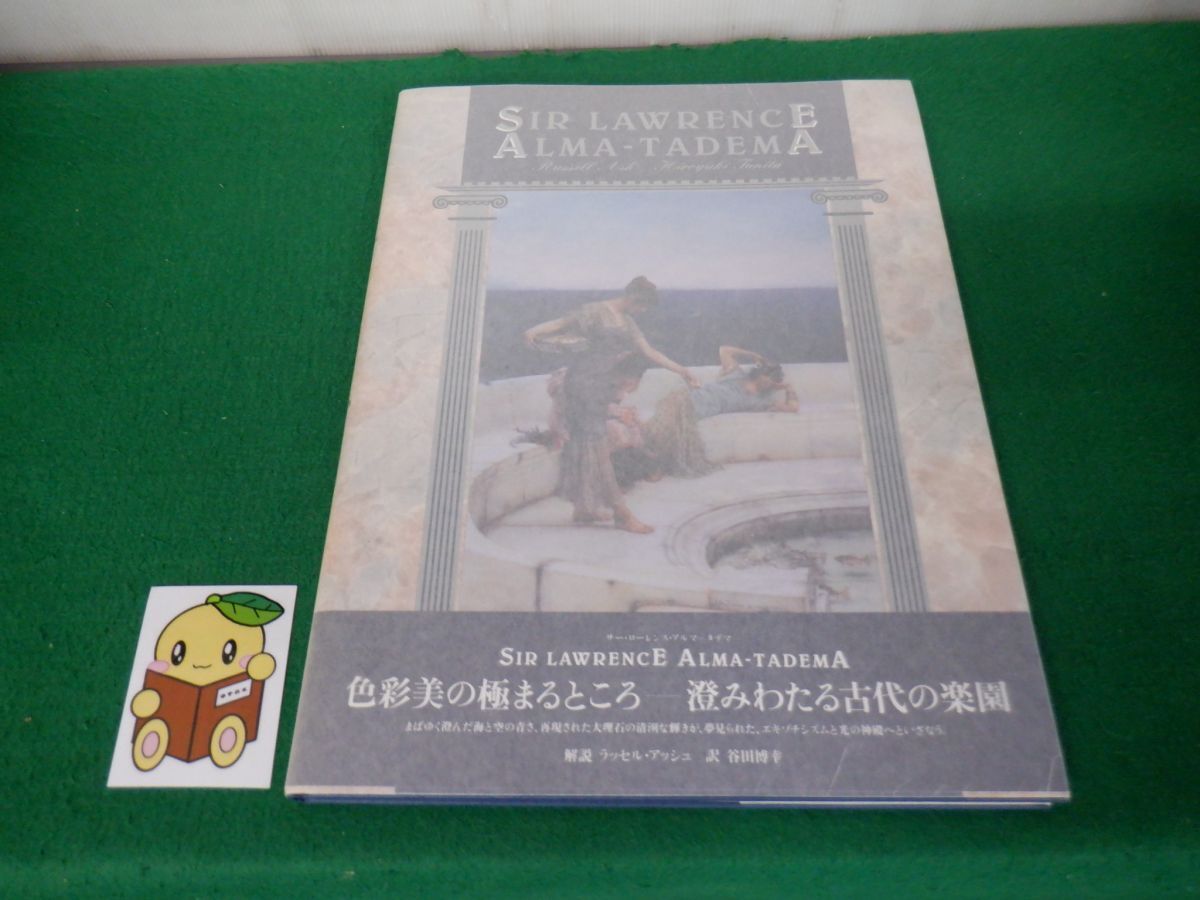 SIR LAWRENCE
ALMA-TADEMA
Russell Ash Hiroyuki Tanita
サー・ローレンス・アルマ=タデマ
SIR LAWRENCE ALMA-TADEMA
色彩美の極まるところ─澄みわたる古代の楽園
まばゆく澄んだ海と空の青さ、再現された大理石の清冽な輝きが、夢見られた、エキゾチシズムと光の神殿へといざなう。
解説 ラッセル・アッシュ 訳 谷田博幸